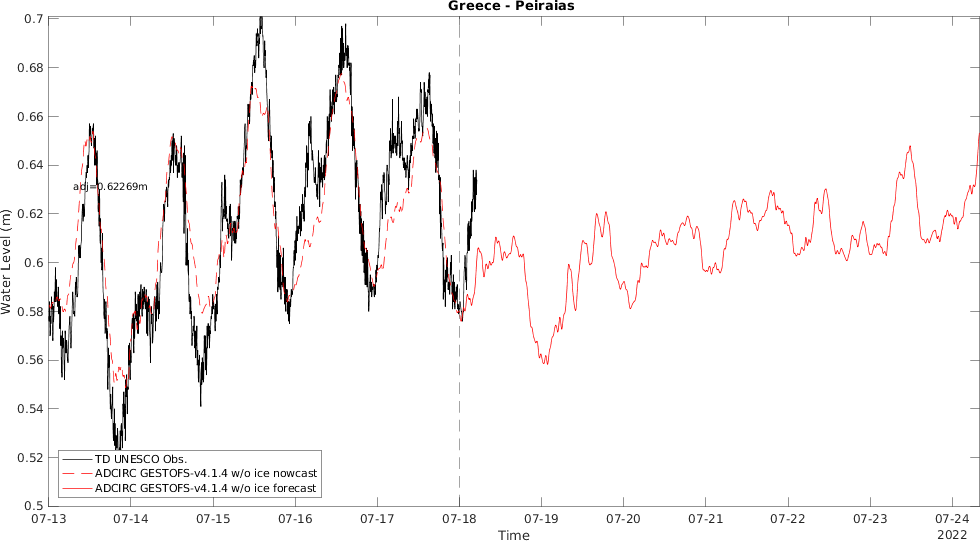 Greece - Peiraias
0.7
0.68
0.66
0.64
0.62
0.6
0.58
0.56
0.54
0.52
0.5
Water Level (m)
adj=0.62269m
TD UNESCO Obs.
ADCIRC GESTOFS-v4.1.4 w/o ice nowcast
ADCIRC GESTOFS-v4.1.4 w/o ice forecast
07-13 07-14 07-15 07-16 07-17 07-18 07-19 07-20 07-21 07-22 07-23 07-24
2022
Time